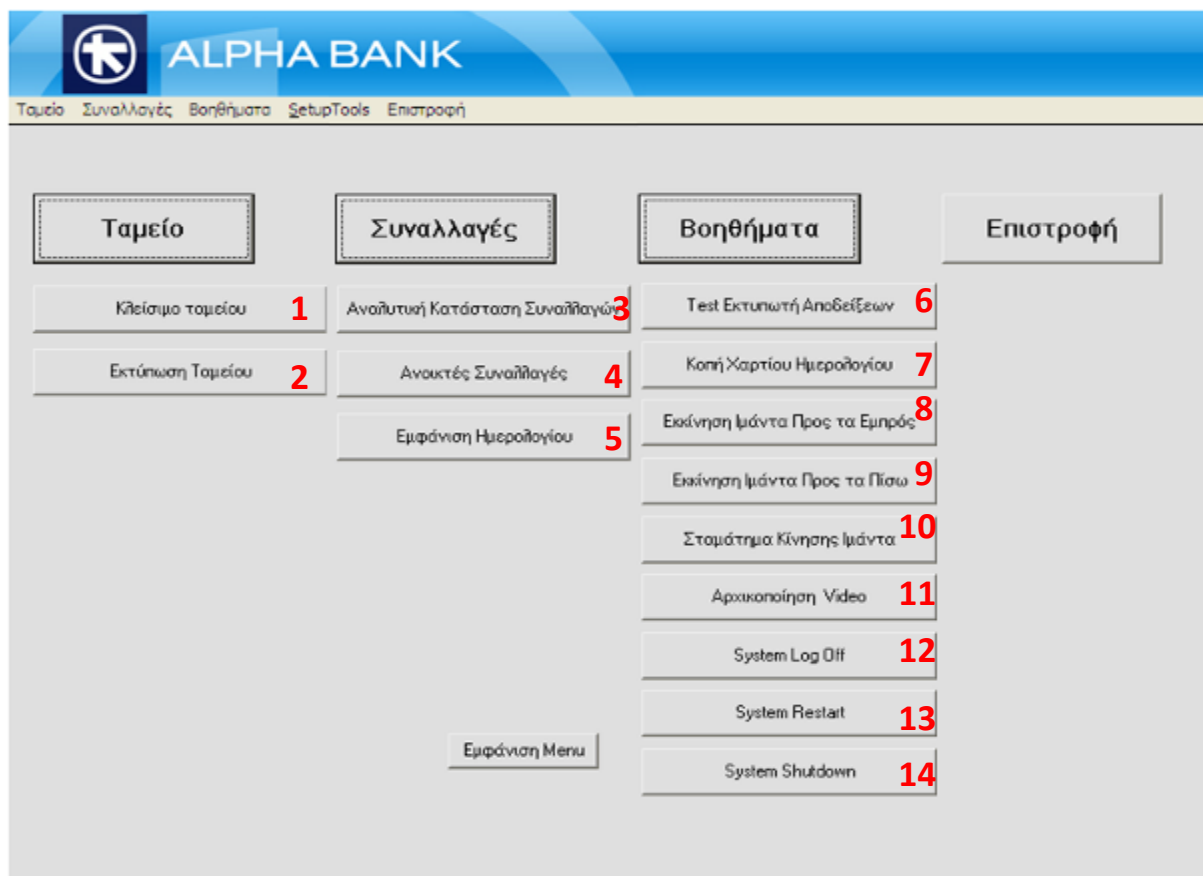 ALPHA BANK
Ταμείο Συναλλαγές Βοηθήματα SetupTools Επιστροφή
Ταμείο Συναλλαγές Βοηθήματα Επιστροφή
Κλείσιμο ταμείου 1 Αναλυτική Κατάσταση Συναλλαγών 3 Test Εκτυπωτή Αποδείξεων 6
Εκτύπωση Ταμείου 2 Ανοικτές Συναλλαγές 4 Κοπή Χαρτίου Ημερολογίου 7
Εμφάνιση Ημερολογίου 5 Εκκίνηση Ιμάντα Προς τα Εμπρός 8
Εκκίνηση Ιμάντα Προς τα Πίσω 9
Σταμάτημα Κίνησης Ιμάντα 10
Αρχικοποίηση Video 11
System Log Off 12
System Restart 13
Εμφάνιση Menu
System Shutdown 14